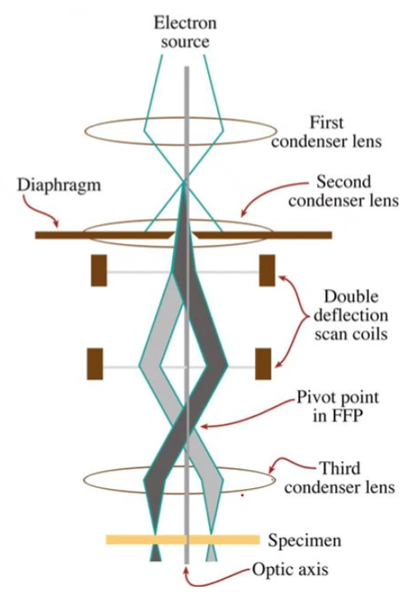 Electron
source
First
condenser lens
Diaphragm
Second
condenser lens
Double
deflection
scan coils
Pivot point
in FFP
Third
condenser lens
Specimen
Optic axis